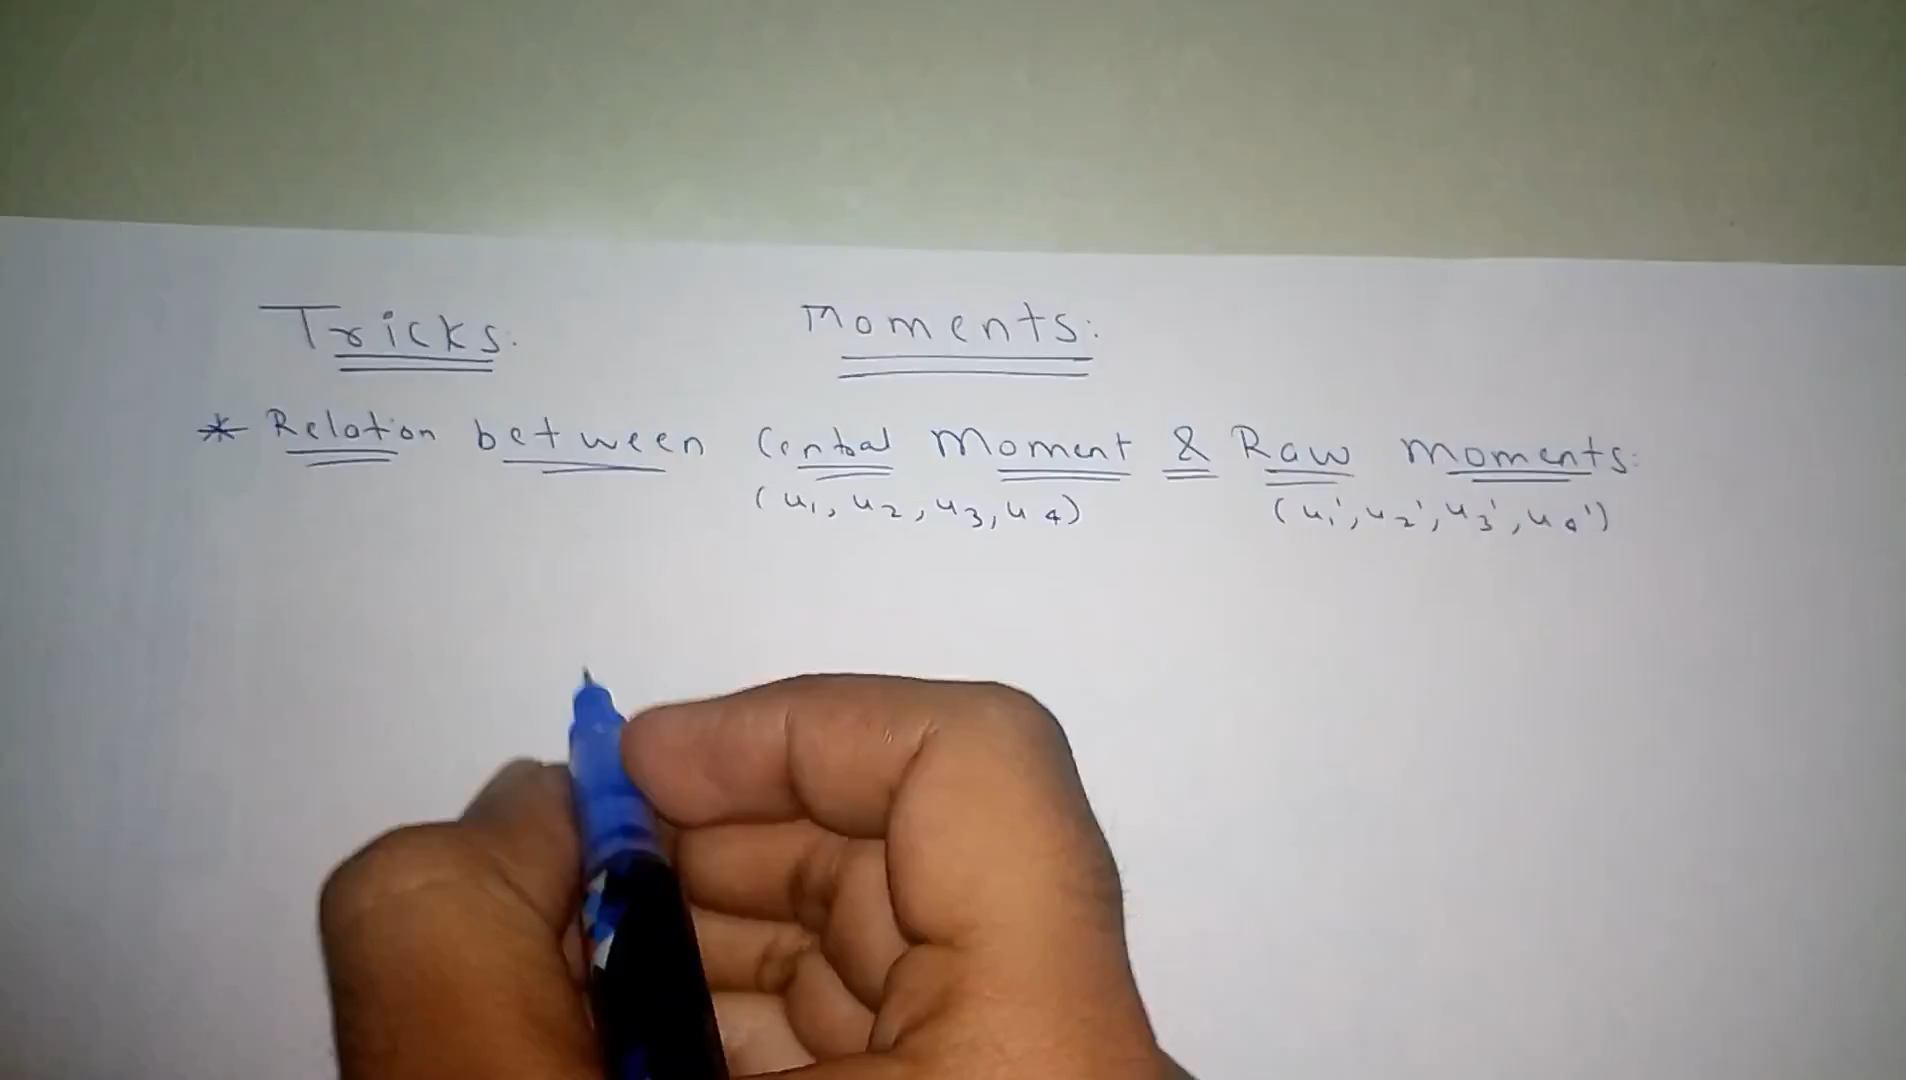 Tricks: Moments:
* Relation between Central Moment & Raw Moments:
(u1, u2, u3, u4) (u1', u2', u3', u4')